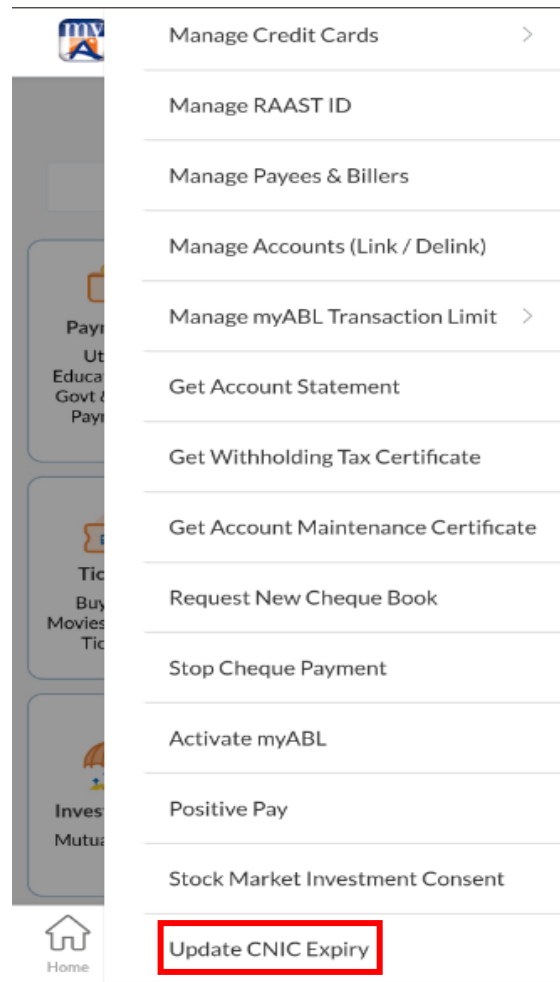 my
Manage Credit Cards
Manage RAAST ID
Manage Payees & Billers
Manage Accounts (Link / Delink)
Manage myABL Transaction Limit
Get Account Statement
Get Withholding Tax Certificate
Get Account Maintenance Certificate
Request New Cheque Book
Stop Cheque Payment
Activate myABL
Positive Pay
Stock Market Investment Consent
Update CNIC Expiry
Home